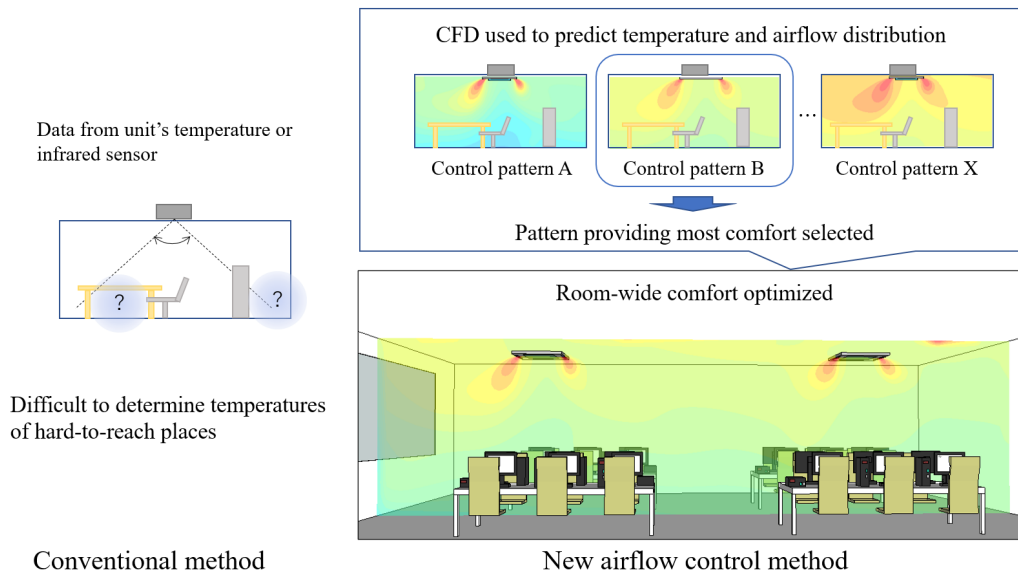 Data from unit's temperature or
infrared sensor
?
?
Difficult to determine temperatures
of hard-to-reach places
Conventional method
CFD used to predict temperature and airflow distribution
Control pattern A
Control pattern B
...
Control pattern X
Pattern providing most comfort selected
Room-wide comfort optimized
New airflow control method